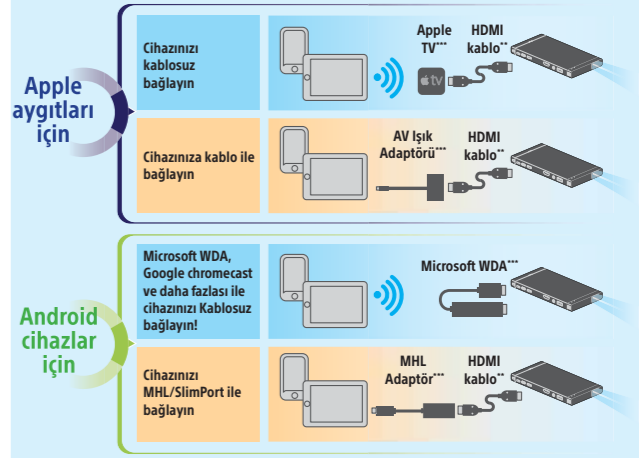 Apple
aygıtları
için
Cihazınızı
kablosuz
bağlayın
Apple
TV***
HDMI
kablo**
tv
Cihazınıza kablo ile
bağlayın
AV Işık
Adaptörü***
HDMI
kablo**
Android
cihazlar
için
Microsoft WDA,
Google chromecast
ve daha fazlası ile
cihazınızı Kablosuz
bağlayın!
Microsoft WDA***
Cihazınızı
MHL/SlimPort ile
bağlayın
MHL
Adaptör***
HDMI
kablo**